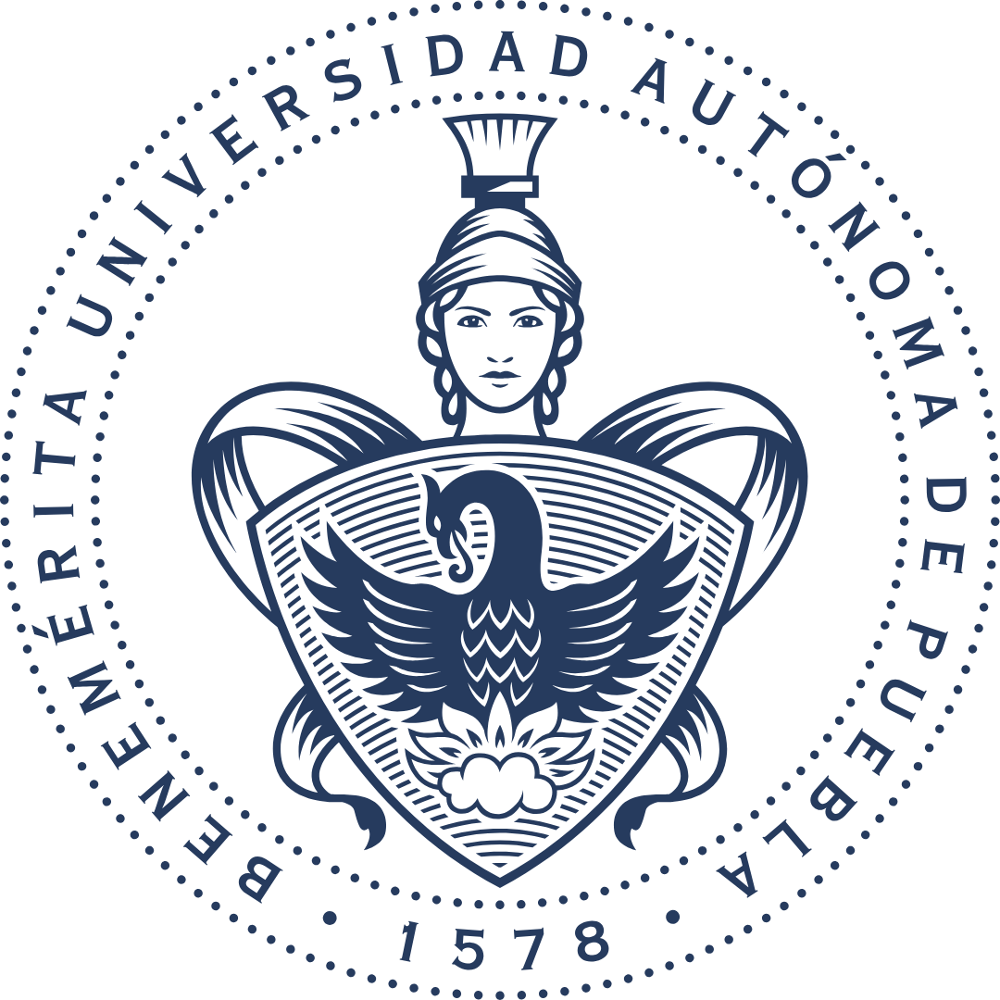 BENEMÉRITA UNIVERSIDAD AUTÓNOMA DE PUEBLA
• 1578 •